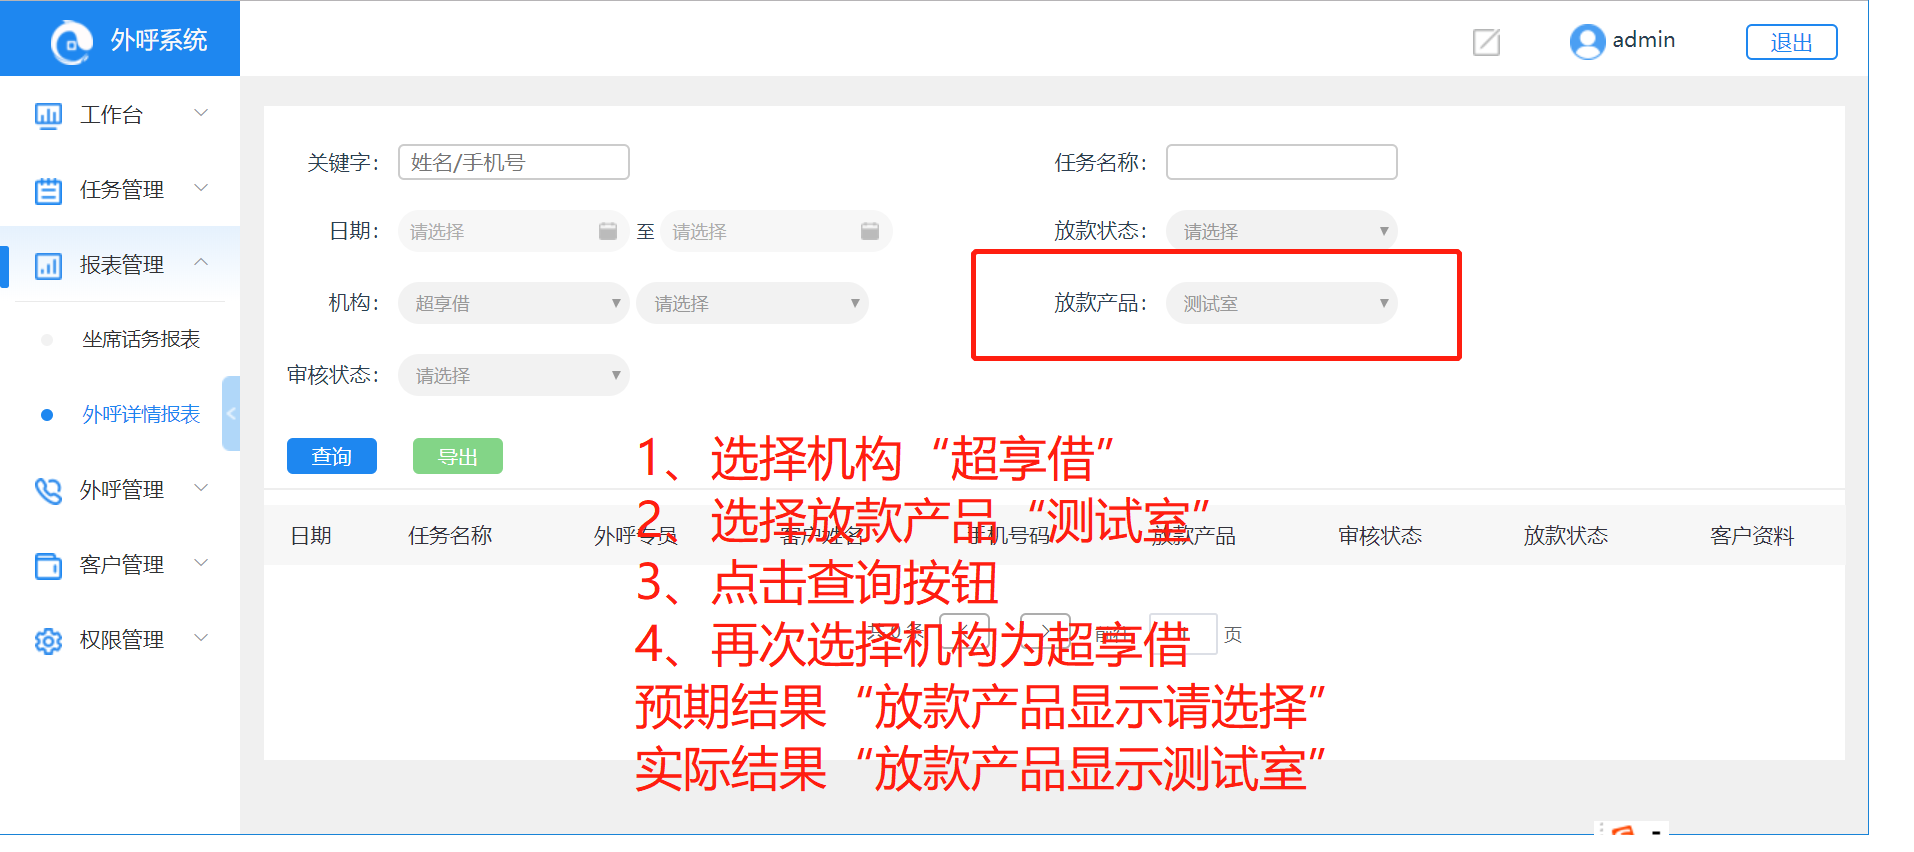 外呼系统
admin
退出
工作台
任务管理
报表管理
坐席话务报表
外呼详情报表
外呼管理
客户管理
权限管理
关键字： 姓名/手机号
任务名称：
日期： 请选择 至 请选择
放款状态： 请选择
机构： 超享借 请选择
放款产品： 测试室
审核状态： 请选择
查询 导出
日期 任务名称 外呼专员 客户姓名 手机号码 放款产品 审核状态 放款状态 客户资料
共0条 前往 1 页
1、选择机构“超享借”
2、选择放款产品“测试室”
3、点击查询按钮
4、再次选择机构为超享借
预期结果“放款产品显示请选择”
实际结果“放款产品显示测试室”